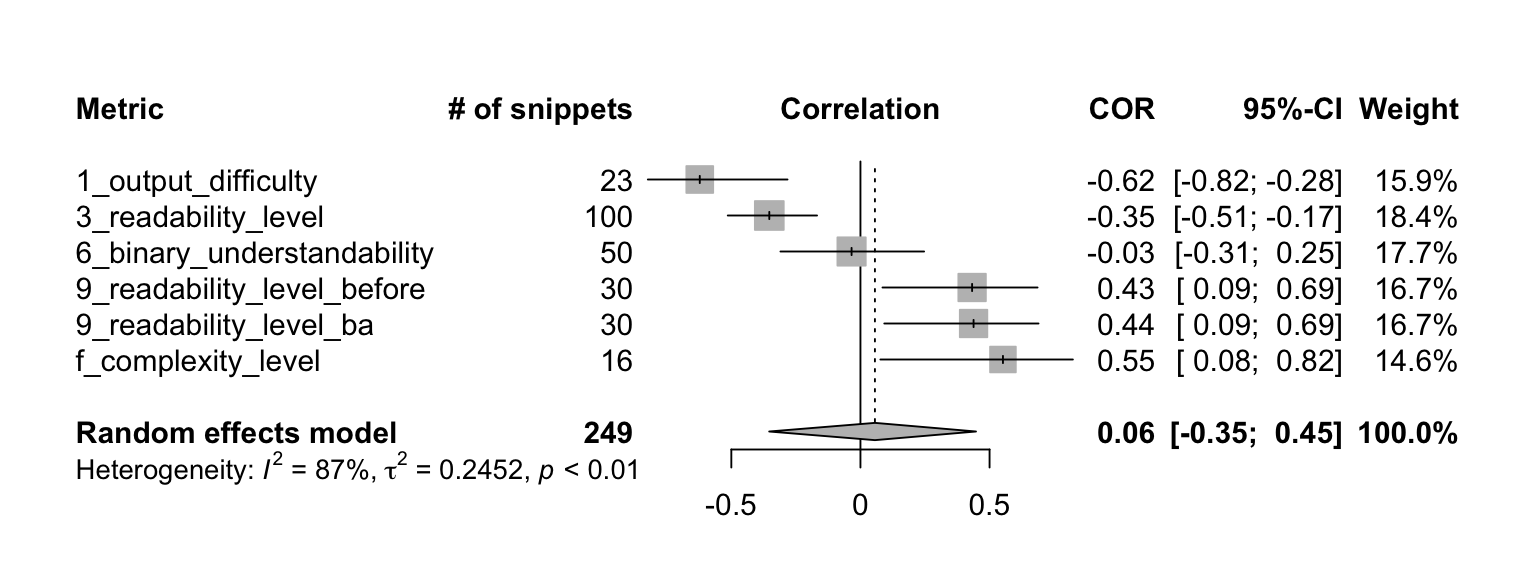 Metric # of snippets Correlation COR 95%-CI Weight
1_output_difficulty 23 -0.62 [-0.82; -0.28] 15.9%
3_readability_level 100 -0.35 [-0.51; -0.17] 18.4%
6_binary_understandability 50 -0.03 [-0.31; 0.25] 17.7%
9_readability_level_before 30 0.43 [ 0.09; 0.69] 16.7%
9_readability_level_ba 30 0.44 [ 0.09; 0.69] 16.7%
f_complexity_level 16 0.55 [ 0.08; 0.82] 14.6%
Random effects model 249 0.06 [-0.35; 0.45] 100.0%
Heterogeneity: I² = 87%, τ² = 0.2452, p < 0.01
-0.5 0 0.5